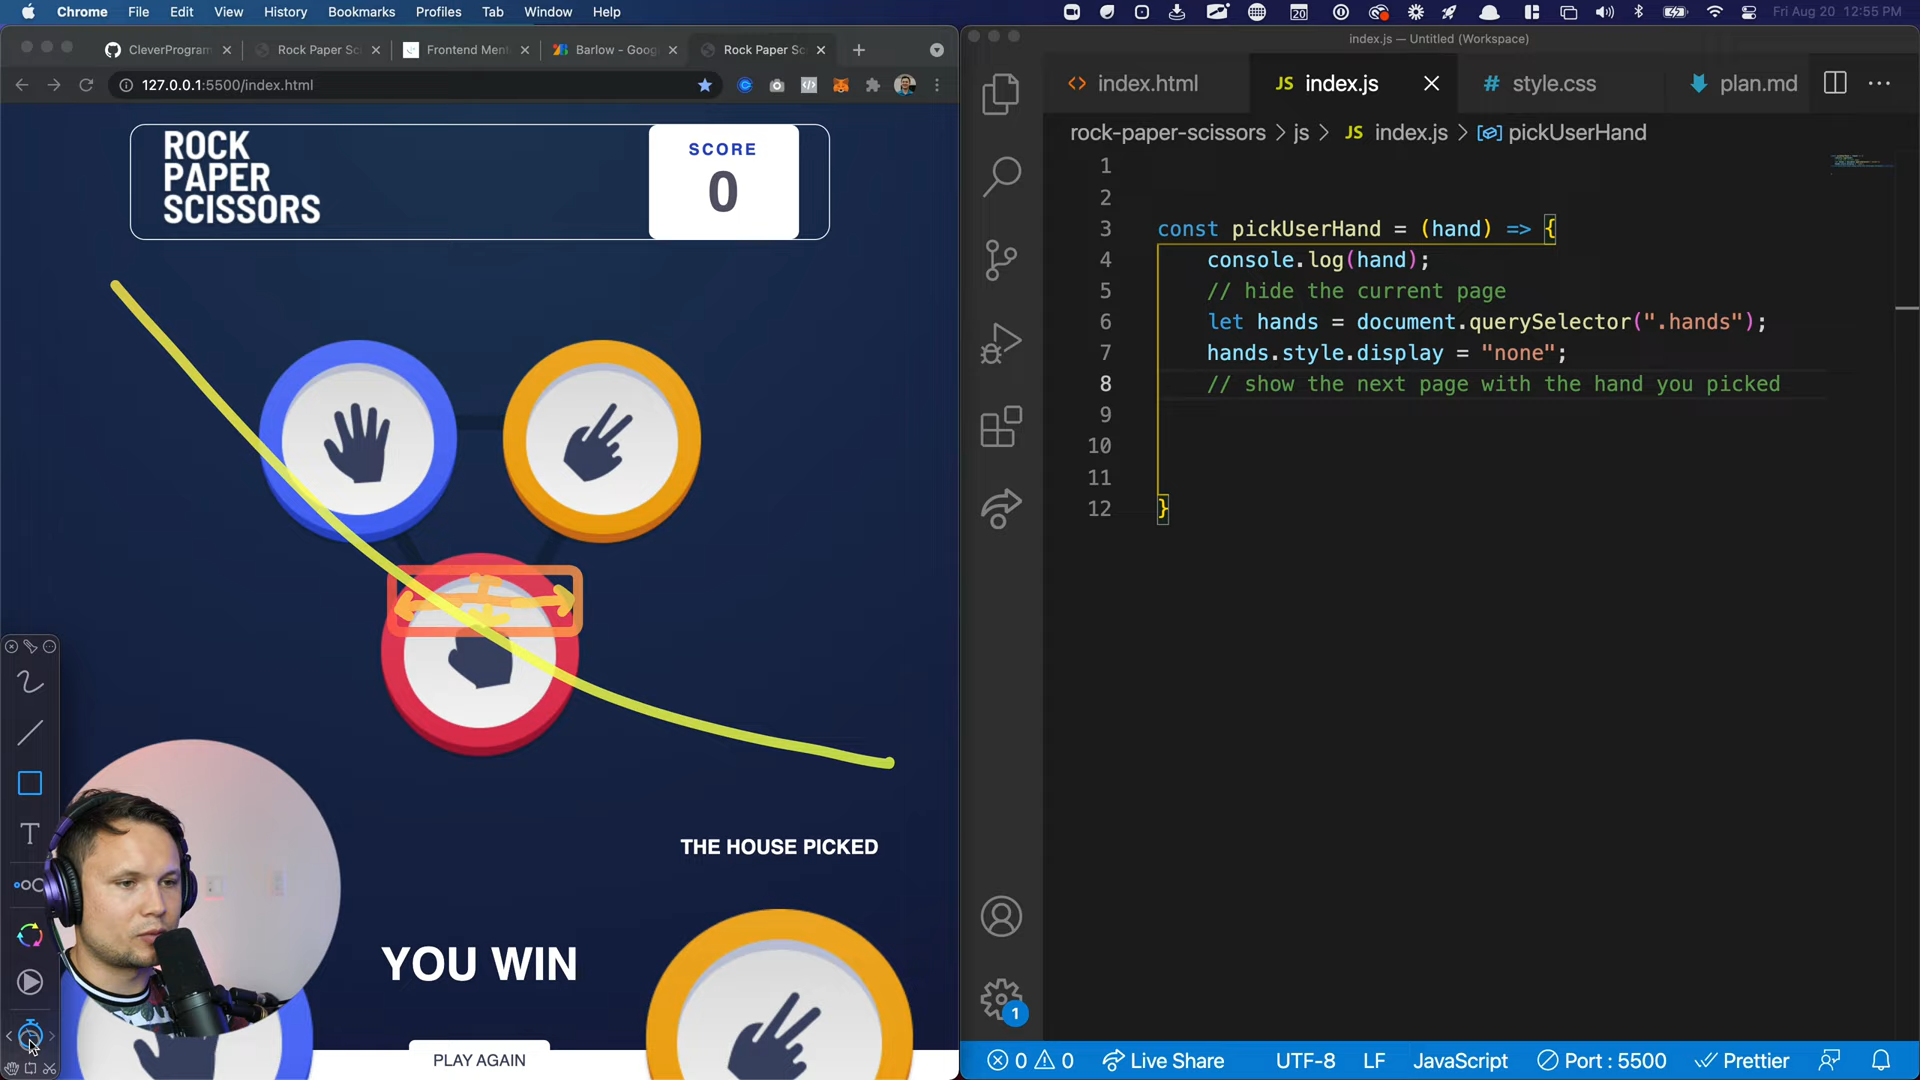 Chrome File Edit View History Bookmarks Profiles Tab Window Help
20 Fri Aug 20 12:55 PM
CleverProgram
Rock Paper Sci
Frontend Ment
Barlow - Goog
Rock Paper Sc
127.0.0.1:5500/index.html
ROCK
PAPER
SCISSORS
SCORE
0
THE HOUSE PICKED
YOU WIN
PLAY AGAIN
T
index.js — Untitled (Workspace)
index.html
JS index.js
# style.css
plan.md
rock-paper-scissors > js > JS index.js > pickUserHand
1
2
3 const pickUserHand = (hand) => {
4 console.log(hand);
5 // hide the current page
6 let hands = document.querySelector(".hands");
7 hands.style.display = "none";
8 // show the next page with the hand you picked
9
10
11
12 }
1
0 0 Live Share UTF-8 LF JavaScript Port : 5500 Prettier